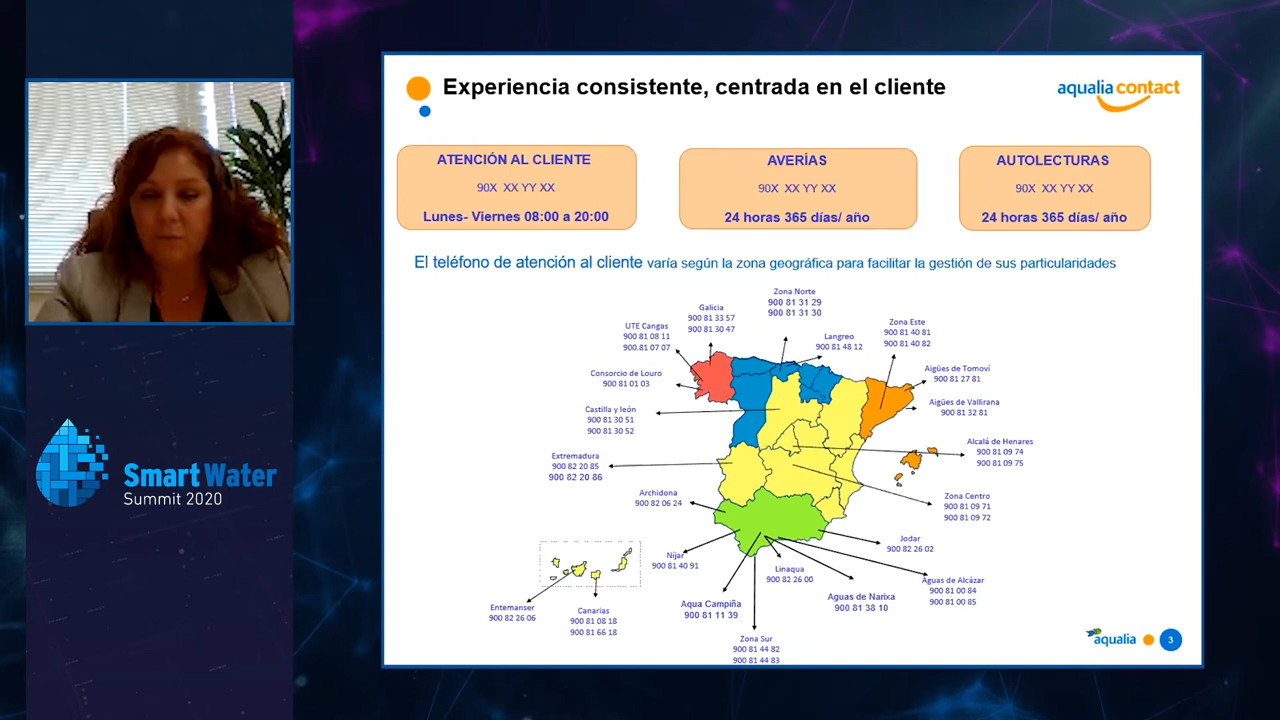 Experiencia consistente, centrada en el cliente
aqualia contact
ATENCIÓN AL CLIENTE
90X XX YY XX
Lunes- Viernes 08:00 a 20:00
AVERÍAS
90X XX YY XX
24 horas 365 días/ año
AUTOLECTURAS
90X XX YY XX
24 horas 365 días/ año
El teléfono de atención al cliente varía según la zona geográfica para facilitar la gestión de sus particularidades
Zona Norte
900 81 31 29
900 81 31 30
Galicia
900 81 33 57
900 81 30 47
UTE Cangas
900 81 08 11
900.81 07 07
Langreo
900 81 48 12
Zona Este
900 81 40 81
900 81 40 82
Consorcio de Louro
900 81 01 03
Aigües de Tomoví
900 81 27 81
Castilla y león
900 81 30 51
900 81 30 52
Aigües de Vallirana
900 81 32 81
Alcalá de Henares
900 81 09 74
900 81 09 75
Extremadura
900 82 20 85
900 82 20 86
Archidona
900 82 06 24
Zona Centro
900 81 09 71
900 81 09 72
Jodar
900 82 26 02
Níjar
900 81 40 91
Linaqua
900 82 26 00
Aguas de Alcázar
900 81 00 84
900 81 00 85
Entemanser
900 82 26 06
Canarias
900 81 08 18
900 81 66 18
Aqua Campiña
900 81 11 39
Aguas de Narixa
900 81 38 10
Zona Sur
900 81 44 82
900 81 44 83
aqualia
3
Smart Water
Summit 2020